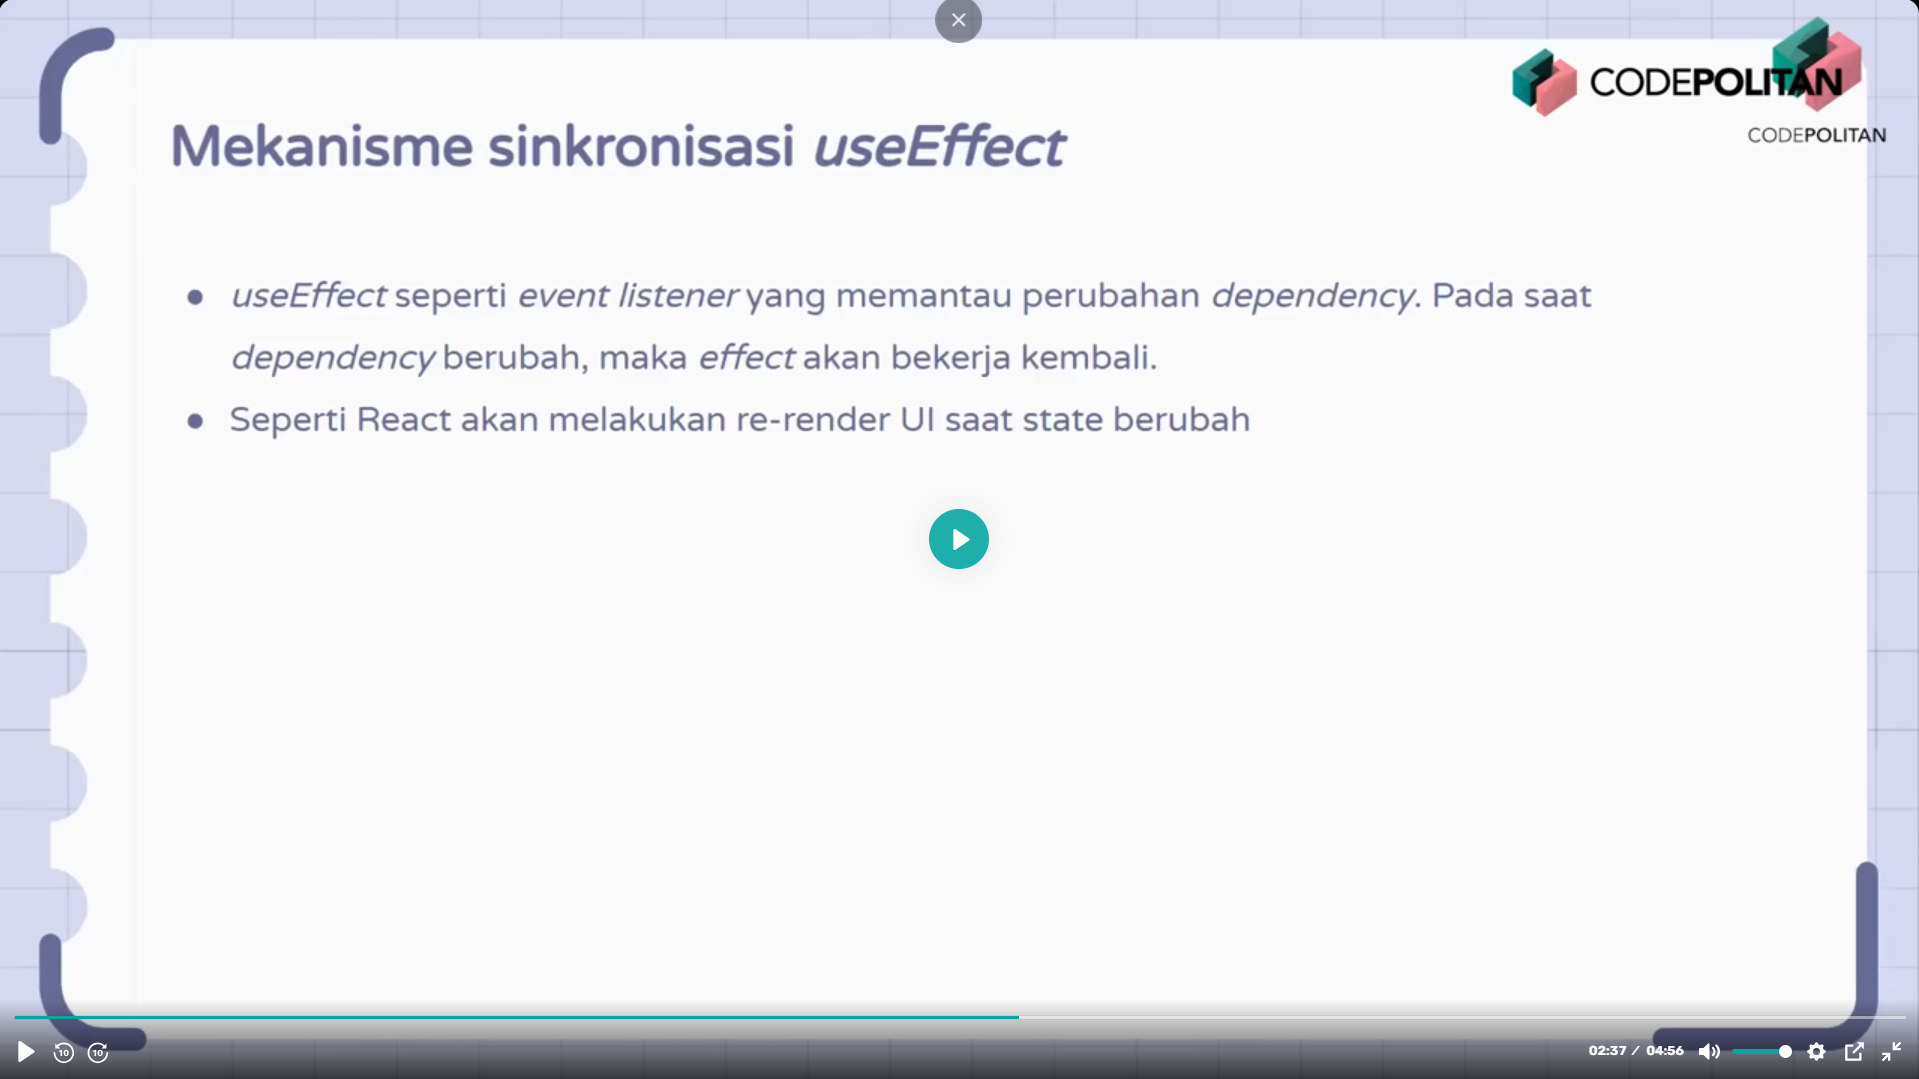 CODEPOLITAN
CODEPOLITAN
Mekanisme sinkronisasi useEffect
● useEffect seperti event listener yang memantau perubahan dependency. Pada saat
dependency berubah, maka effect akan bekerja kembali.
● Seperti React akan melakukan re-render UI saat state berubah
10
10
02:37 / 04:56